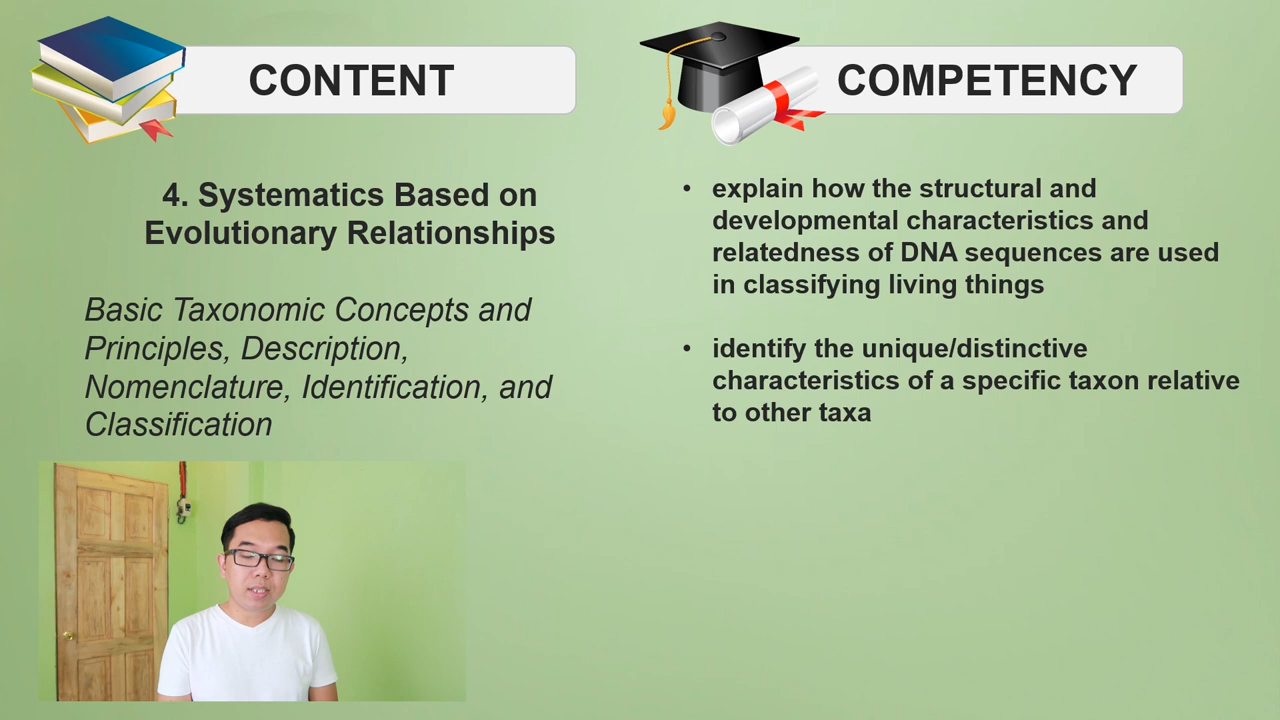 CONTENT
4. Systematics Based on
Evolutionary Relationships
Basic Taxonomic Concepts and
Principles, Description,
Nomenclature, Identification, and
Classification
COMPETENCY
• explain how the structural and
developmental characteristics and
relatedness of DNA sequences are used
in classifying living things
• identify the unique/distinctive
characteristics of a specific taxon relative
to other taxa